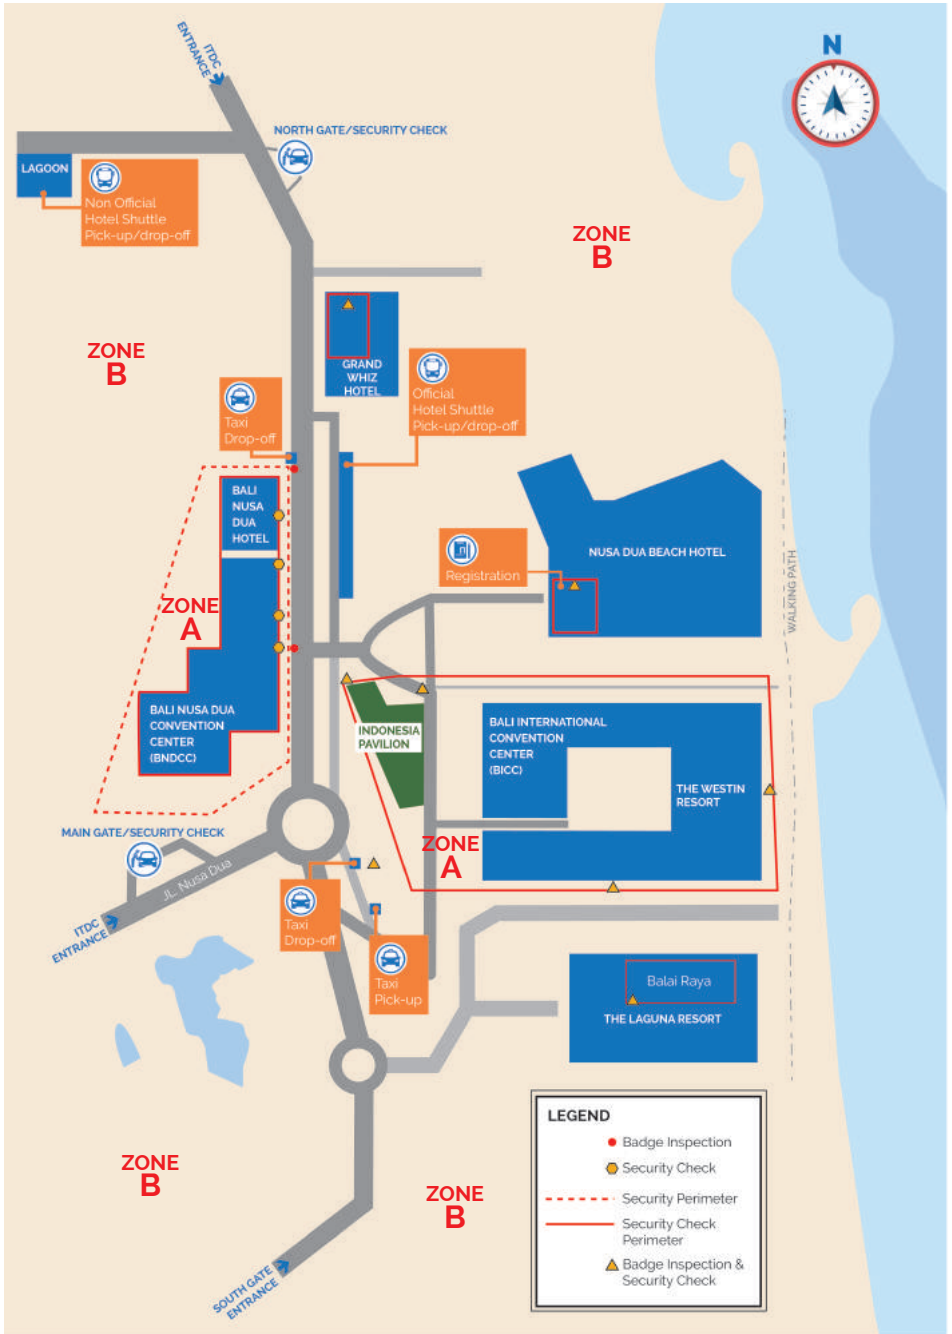 N
ITDC
ENTRANCE
NORTH GATE/SECURITY CHECK
LAGOON
Non Official
Hotel Shuttle
Pick-up/drop-off
ZONE
B
ZONE
B
GRAND
WHIZ
HOTEL
Official
Hotel Shuttle
Pick-up/drop-off
Taxi
Drop-off
BALI
NUSA
DUA
HOTEL
NUSA DUA BEACH HOTEL
Registration
WALKING PATH
ZONE
A
BALI NUSA DUA
CONVENTION
CENTER
(BNDCC)
INDONESIA
PAVILION
BALI INTERNATIONAL
CONVENTION
CENTER
(BICC)
THE WESTIN
RESORT
MAIN GATE/SECURITY CHECK
JL. Nusa Dua
ZONE
A
ITDC
ENTRANCE
Taxi
Drop-off
Taxi
Pick-up
Balai Raya
THE LAGUNA RESORT
ZONE
B
ZONE
B
SOUTH GATE
ENTRANCE
LEGEND
Badge Inspection
Security Check
Security Perimeter
Security Check
Perimeter
Badge Inspection &
Security Check